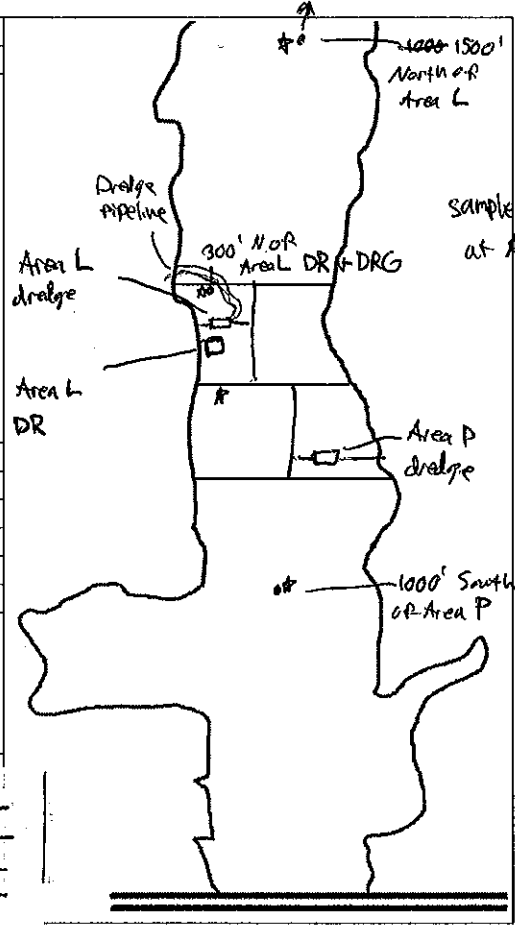 1000 1500'
North of
Area L
Dredge
pipeline
sample
at
300' N. of
Area L DR + DRG
Area L
dredge
Area L
DR
Area P
dredge
1000' South
of Area P